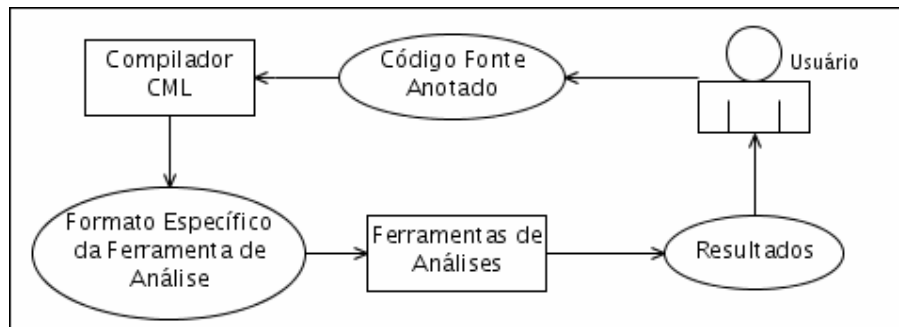 Compilador
CML
Código Fonte
Anotado
Usuário
Formato Específico
da Ferramenta de
Análise
Ferramentas de
Análises
Resultados